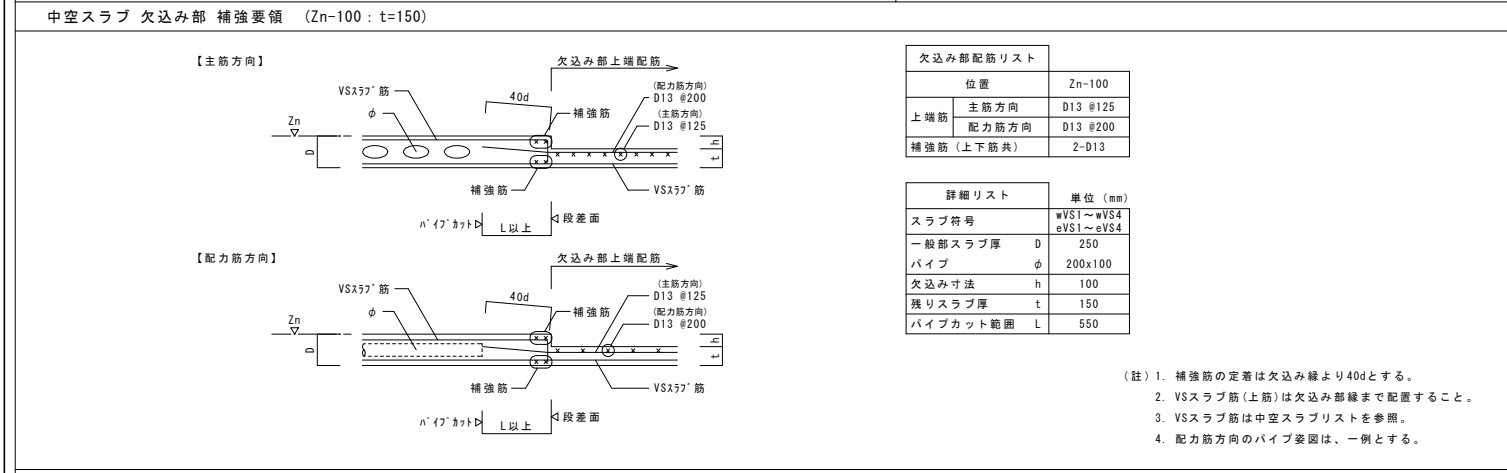 中空スラブ 欠込み部 補強要領 (Zn-100：t=150)
【主筋方向】
欠込み部上端配筋
(配力筋方向)
D13 @200
(主筋方向)
D13 @125
VSｽﾗﾌﾞ筋
40d
補強筋
φ
Zn
D
h
t
補強筋
VSｽﾗﾌﾞ筋
ﾊﾟｲﾌﾟｶｯﾄ
L以上
段差面
【配力筋方向】
欠込み部上端配筋
(主筋方向)
D13 @125
(配力筋方向)
D13 @200
VSｽﾗﾌﾞ筋
40d
補強筋
φ
Zn
D
h
t
補強筋
VSｽﾗﾌﾞ筋
ﾊﾟｲﾌﾟｶｯﾄ
L以上
段差面
欠込み部配筋リスト
位置 Zn-100
上端筋 主筋方向 D13 @125
配力筋方向 D13 @200
補強筋(上下筋共) 2-D13
詳細リスト 単位 (mm)
スラブ符号 wVS1～wVS4
eVS1～eVS4
一般部スラブ厚 D 250
パイプ φ 200x100
欠込み寸法 h 100
残りスラブ厚 t 150
パイプカット範囲 L 550
(註) 1. 補強筋の定着は欠込み縁より40dとする。
2. VSスラブ筋(上筋)は欠込み部縁まで配置すること。
3. VSスラブ筋は中空スラブリストを参照。
4. 配力筋方向のパイプ姿図は、一例とする。